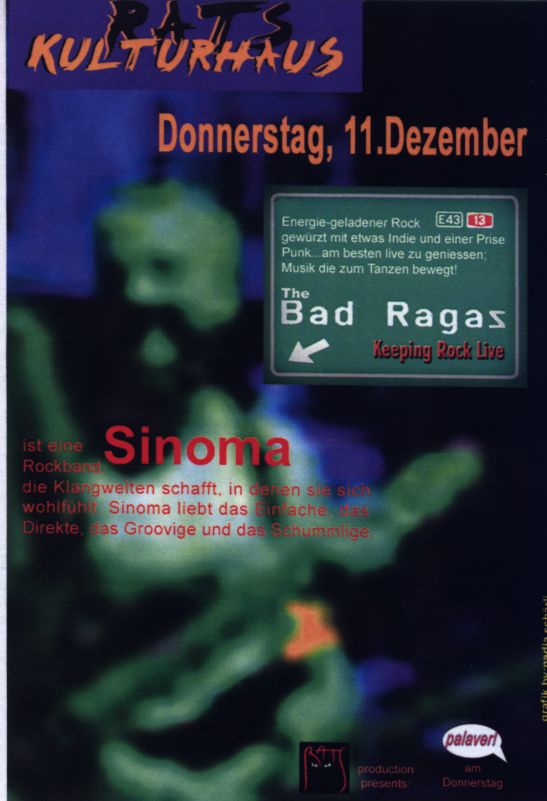 RATS
KULTURHAUS
Donnerstag, 11.Dezember
Energie-geladener Rock E43 13
gewürzt mit etwas Indie und einer Prise
Punk...am besten live zu geniessen;
Musik die zum Tanzen bewegt!
The
Bad Ragaz
Keeping Rock Live
Sinoma
ist eine
Rockband,
die Klangwelten schafft, in denen sie sich
wohlfühlt. Sinoma liebt das Einfache, das
Direkte, das Groovige und das Schummlige.
RATS
production
presents:
palaver!
am
Donnerstag